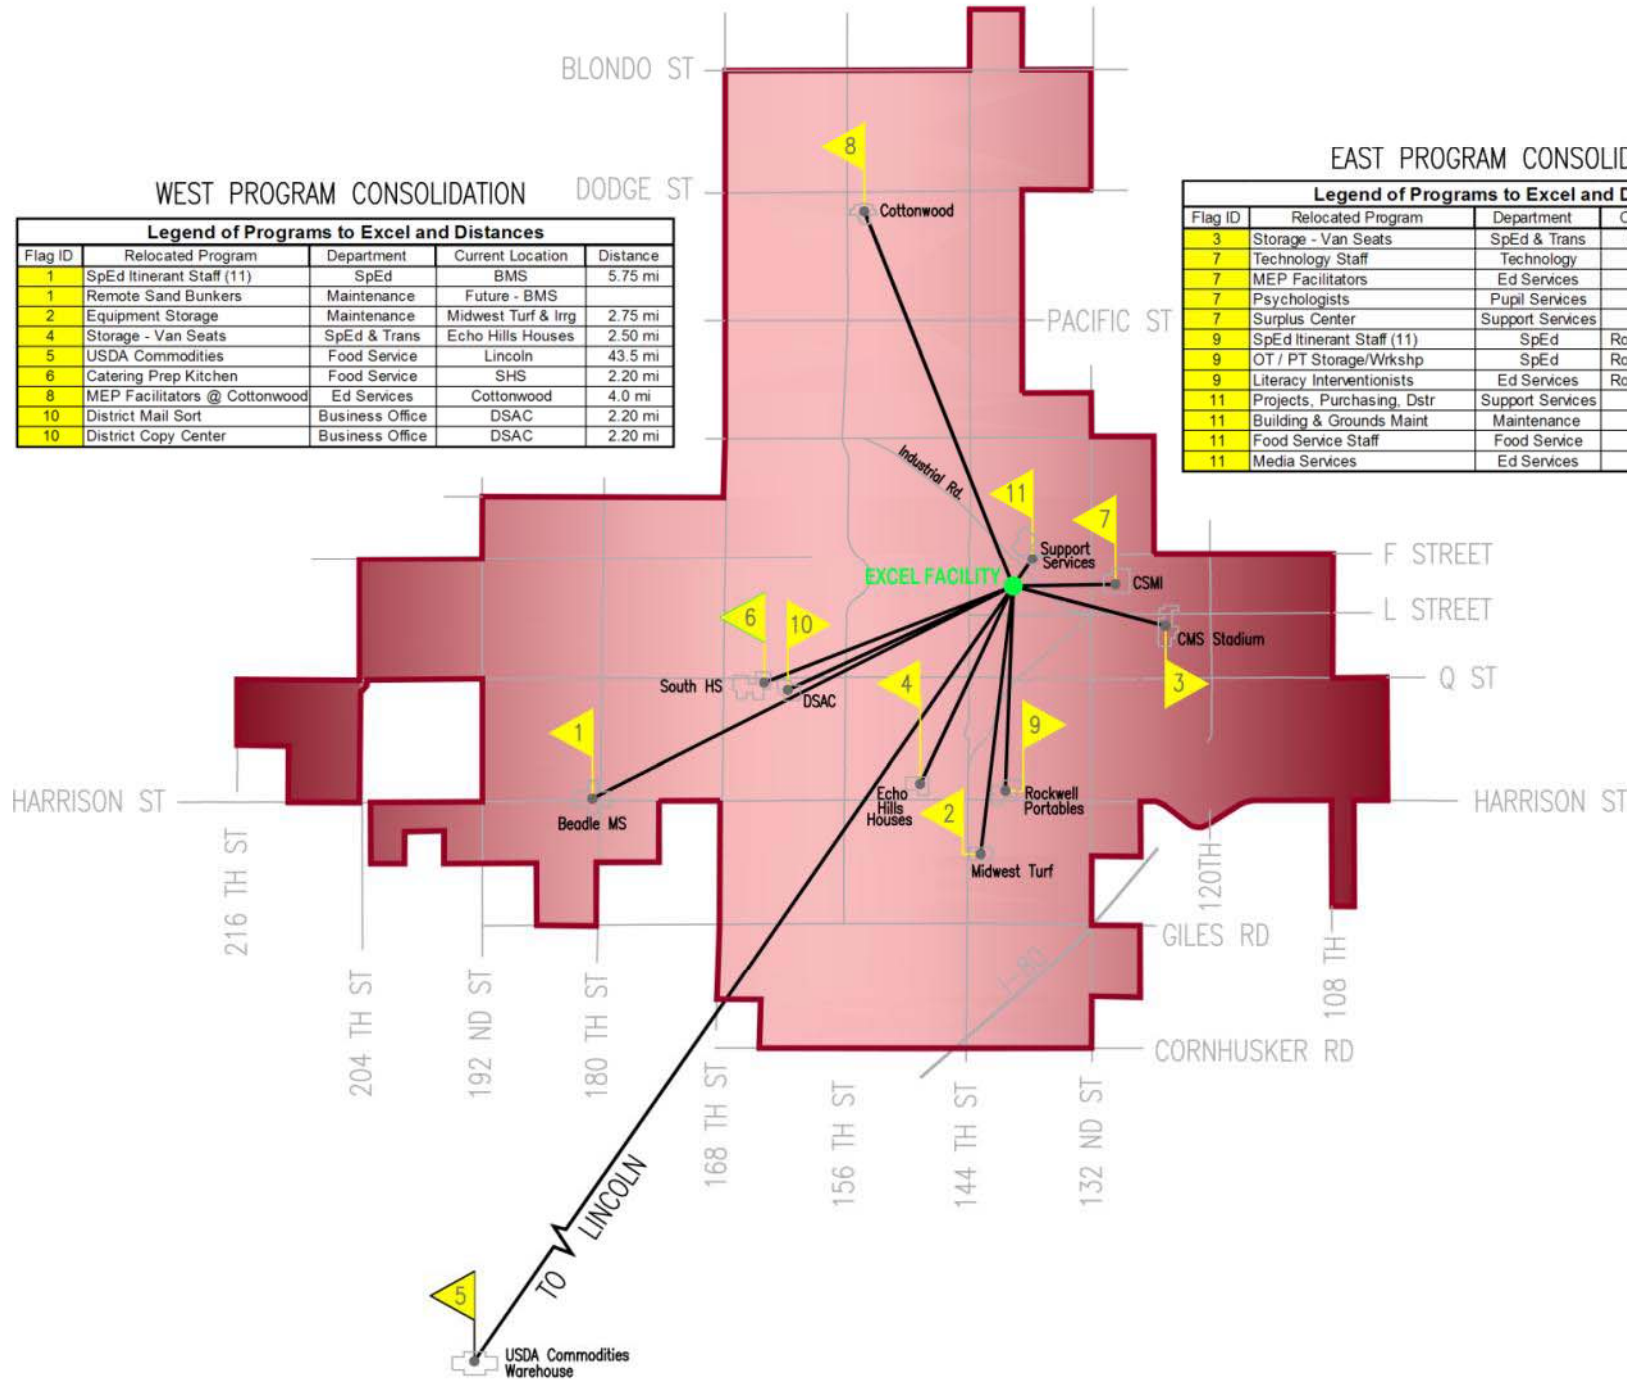 BLONDO ST
EAST PROGRAM CONSOLID
WEST PROGRAM CONSOLIDATION
DODGE ST
Legend of Programs to Excel and Distances
Flag ID Relocated Program Department Current Location Distance
1 SpEd Itinerant Staff (11) SpEd BMS 5.75 mi
1 Remote Sand Bunkers Maintenance Future - BMS
2 Equipment Storage Maintenance Midwest Turf & Irrg 2.75 mi
4 Storage - Van Seats SpEd & Trans Echo Hills Houses 2.50 mi
5 USDA Commodities Food Service Lincoln 43.5 mi
6 Catering Prep Kitchen Food Service SHS 2.20 mi
8 MEP Facilitators @ Cottonwood Ed Services Cottonwood 4.0 mi
10 District Mail Sort Business Office DSAC 2.20 mi
10 District Copy Center Business Office DSAC 2.20 mi
Legend of Programs to Excel and D
Flag ID Relocated Program Department C
3 Storage - Van Seats SpEd & Trans
7 Technology Staff Technology
7 MEP Facilitators Ed Services
7 Psychologists Pupil Services
7 Surplus Center Support Services
9 SpEd Itinerant Staff (11) SpEd Ro
9 OT / PT Storage/Wrkshp SpEd Ro
9 Literacy Interventionists Ed Services Ro
11 Projects, Purchasing, Dstr Support Services
11 Building & Grounds Maint Maintenance
11 Food Service Staff Food Service
11 Media Services Ed Services
8
Cottonwood
PACIFIC ST
Industrial Rd.
11
7
Support
Services
F STREET
EXCEL FACILITY
CSMI
6
10
L STREET
CMS Stadium
South HS
DSAC
4
3
Q ST
1
9
HARRISON ST
Beadle MS
Echo
Hills
Houses
2
Rockwell
Portables
HARRISON ST
Midwest Turf
120TH
216 TH ST
GILES RD
I-80
108 TH
204 TH ST
192 ND ST
180 TH ST
CORNHUSKER RD
168 TH ST
156 TH ST
144 TH ST
132 ND ST
TO LINCOLN
5
USDA Commodities
Warehouse